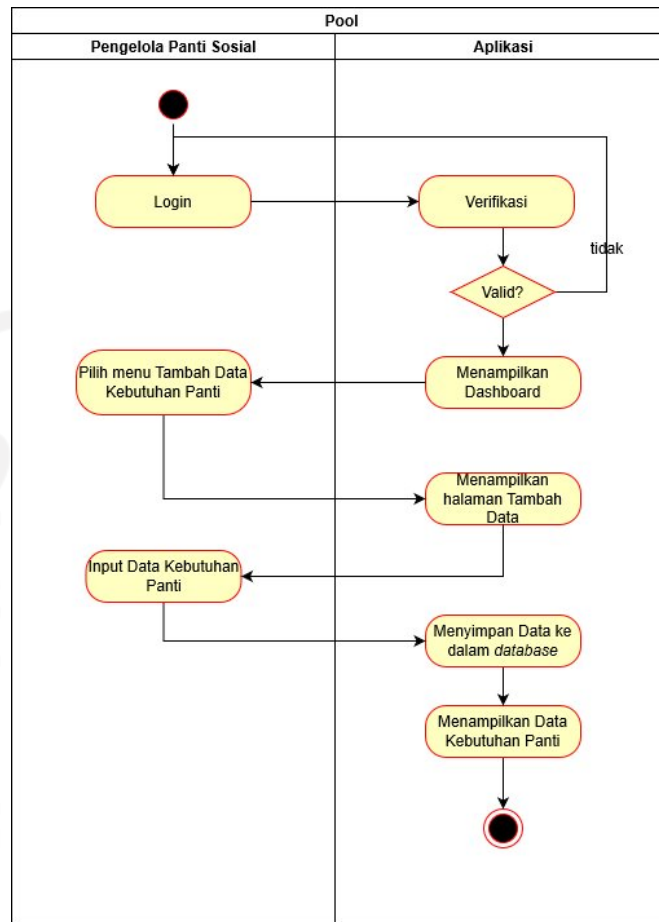 Pool
Pengelola Panti Sosial
Aplikasi
Login
Verifikasi
tidak
Valid?
Pilih menu Tambah Data
Kebutuhan Panti
Menampilkan
Dashboard
Menampilkan
halaman Tambah
Data
Input Data Kebutuhan
Panti
Menyimpan Data ke
dalam database
Menampilkan Data
Kebutuhan Panti